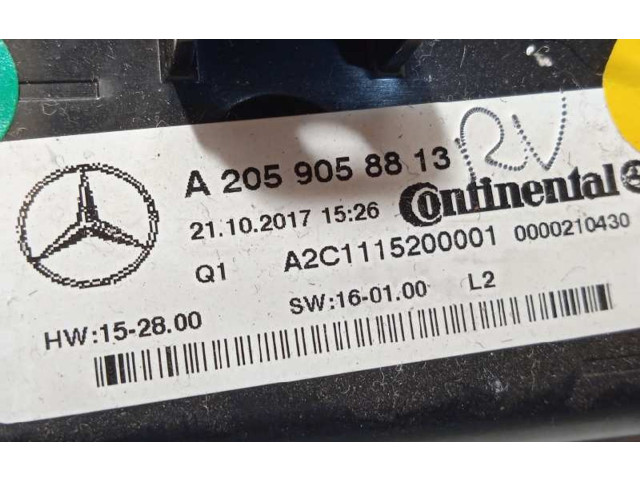 RN
A 205 905 88 13
Continental
21.10.2017 15:26
Q1 A2C1115200001 0000210430
HW:15-28.00 SW:16-01.00 L2